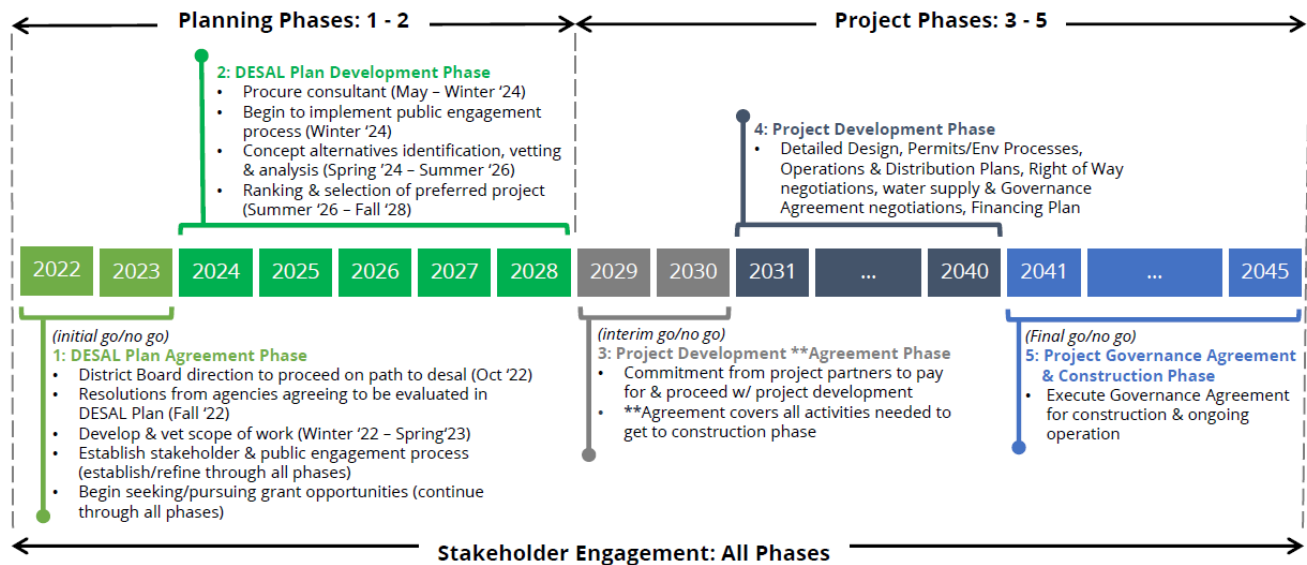 Planning Phases: 1 - 2
Project Phases: 3 - 5
2: DESAL Plan Development Phase
• Procure consultant (May – Winter ‘24)
• Begin to implement public engagement
process (Winter ‘24)
• Concept alternatives identification, vetting
& analysis (Spring ‘24 – Summer ‘26)
• Ranking & selection of preferred project
(Summer ‘26 – Fall ‘28)
4: Project Development Phase
• Detailed Design, Permits/Env Processes,
Operations & Distribution Plans, Right of Way
negotiations, water supply & Governance
Agreement negotiations, Financing Plan
2022 2023 2024 2025 2026 2027 2028 2029 2030 2031 ... 2040 2041 ... 2045
(initial go/no go)
1: DESAL Plan Agreement Phase
• District Board direction to proceed on path to desal (Oct ‘22)
• Resolutions from agencies agreeing to be evaluated in
DESAL Plan (Fall ‘22)
• Develop & vet scope of work (Winter ‘22 – Spring‘23)
• Establish stakeholder & public engagement process
(establish/refine through all phases)
• Begin seeking/pursuing grant opportunities (continue
through all phases)
(interim go/no go)
3: Project Development **Agreement Phase
• Commitment from project partners to pay
for & proceed w/ project development
• **Agreement covers all activities needed to
get to construction phase
(Final go/no go)
5: Project Governance Agreement
& Construction Phase
• Execute Governance Agreement
for construction & ongoing
operation
Stakeholder Engagement: All Phases